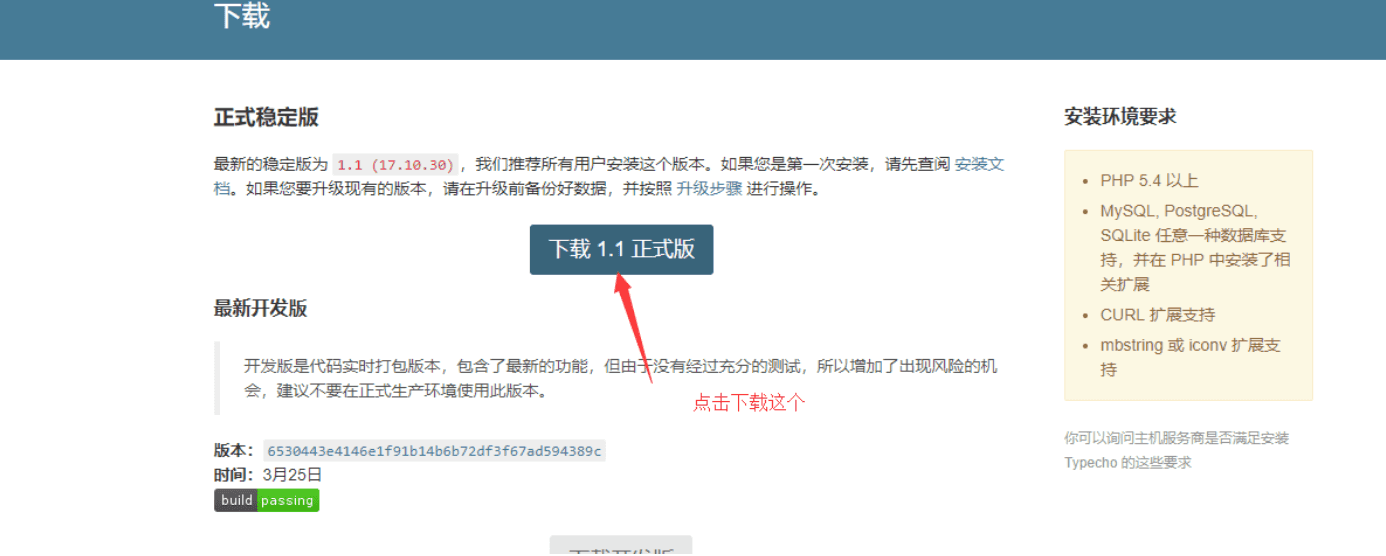 下载
正式稳定版
最新的稳定版为 1.1 (17.10.30)，我们推荐所有用户安装这个版本。如果您是第一次安装，请先查阅 安装文
档。如果您要升级现有的版本，请在升级前备份好数据，并按照 升级步骤 进行操作。
下载 1.1 正式版
最新开发版
开发版是代码实时打包版本，包含了最新的功能，但由于没有经过充分的测试，所以增加了出现风险的机
会，建议不要在正式生产环境使用此版本。
点击下载这个
版本：6530443e4146e1f91b14b6b72df3f67ad594389c
时间：3月25日
build passing
下载开发版
安装环境要求
PHP 5.4 以上
MySQL, PostgreSQL,
SQLite 任意一种数据库支
持，并在 PHP 中安装了相
关扩展
CURL 扩展支持
mbstring 或 iconv 扩展支
持
你可以询问主机服务商是否满足安装
Typecho 的这些要求